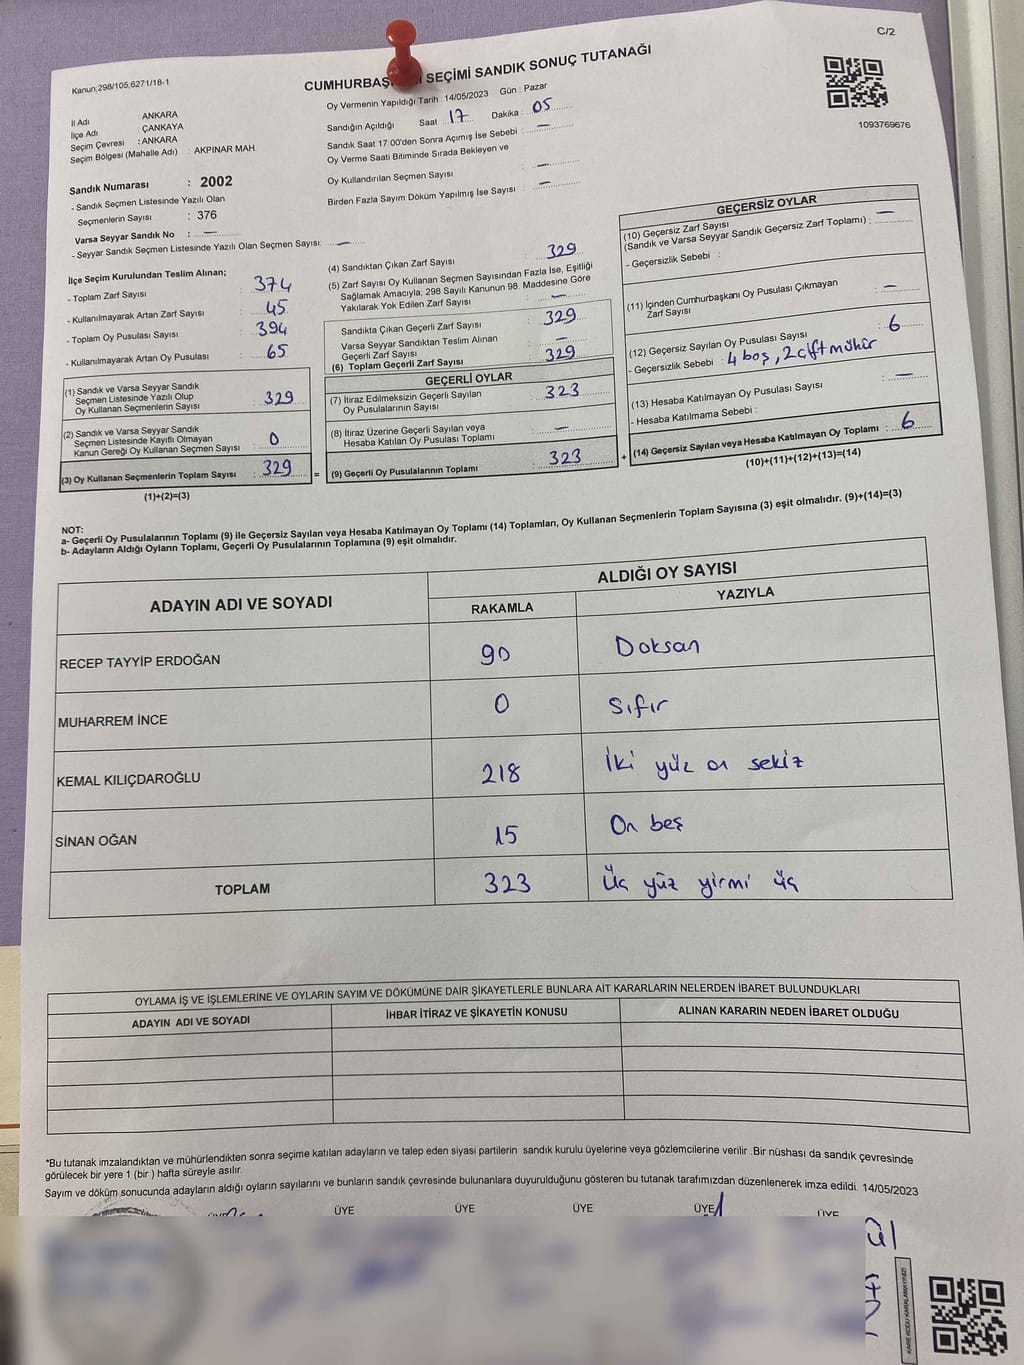 C/2
Kanun;298/105;6271/18-1
CUMHURBAŞ SEÇİMİ SANDIK SONUÇ TUTANAĞI
1093769676
İl Adı : ANKARA
İlçe Adı : ÇANKAYA
Seçim Çevresi : ANKARA
Seçim Bölgesi (Mahalle Adı) : AKPINAR MAH
Oy Vermenin Yapıldığı Tarih : 14/05/2023 Gün : Pazar
Sandığın Açıldığı Saat : 17 Dakika : 05
Sandık Saat 17:00'den Sonra Açımış İse Sebebi : —
Oy Verme Saati Bitiminde Sırada Bekleyen ve
Oy Kullandırılan Seçmen Sayısı : —
Birden Fazla Sayım Döküm Yapılmış İse Sayısı : —
Sandık Numarası : 2002
- Sandık Seçmen Listesinde Yazılı Olan
Seçmenlerin Sayısı : 376
Varsa Seyyar Sandık No : —
- Seyyar Sandık Seçmen Listesinde Yazılı Olan Seçmen Sayısı: —
İlçe Seçim Kurulundan Teslim Alınan;
- Toplam Zarf Sayısı : 374
- Kullanılmayarak Artan Zarf Sayısı : 45
- Toplam Oy Pusulası Sayısı : 394
- Kullanılmayarak Artan Oy Pusulası : 65
(1) Sandık ve Varsa Seyyar Sandık
Seçmen Listesinde Yazılı Olup
Oy Kullanan Seçmenlerin Sayısı : 329
(2) Sandık ve Varsa Seyyar Sandık
Seçmen Listesinde Kayıtlı Olmayan
Kanun Gereği Oy Kullanan Seçmen Sayısı : 0
(3) Oy Kullanan Seçmenlerin Toplam Sayısı : 329
(1)+(2)=(3)
=
(4) Sandıktan Çıkan Zarf Sayısı : 329
(5) Zarf Sayısı Oy Kullanan Seçmen Sayısından Fazla İse, Eşitliği
Sağlamak Amacıyla, 298 Sayılı Kanunun 98. Maddesine Göre
Yakılarak Yok Edilen Zarf Sayısı : —
Sandıkta Çıkan Geçerli Zarf Sayısı : 329
Varsa Seyyar Sandıktan Teslim Alınan
Geçerli Zarf Sayısı : —
(6) Toplam Geçerli Zarf Sayısı : 329
GEÇERLİ OYLAR
(7) İtiraz Edilmeksizin Geçerli Sayılan
Oy Pusulalarının Sayısı : 323
(8) İtiraz Üzerine Geçerli Sayılan veya
Hesaba Katılan Oy Pusulası Toplamı : —
(9) Geçerli Oy Pusulalarının Toplamı : 323
+
GEÇERSİZ OYLAR
(10) Geçersiz Zarf Sayısı
(Sandık ve Varsa Seyyar Sandık Geçersiz Zarf Toplamı) : —
- Geçersizlik Sebebi :
(11) İçinden Cumhurbaşkanı Oy Pusulası Çıkmayan
Zarf Sayısı : —
(12) Geçersiz Sayılan Oy Pusulası Sayısı : 6
- Geçersizlik Sebebi : 4 boş, 2 çift mühür
(13) Hesaba Katılmayan Oy Pusulası Sayısı : —
- Hesaba Katılmama Sebebi :
(14) Geçersiz Sayılan veya Hesaba Katılmayan Oy Toplamı : 6
(10)+(11)+(12)+(13)=(14)
NOT:
a- Geçerli Oy Pusulalarının Toplamı (9) ile Geçersiz Sayılan veya Hesaba Katılmayan Oy Toplamı (14) Toplamları, Oy Kullanan Seçmenlerin Toplam Sayısına (3) eşit olmalıdır. (9)+(14)=(3)
b- Adayların Aldığı Oyların Toplamı, Geçerli Oy Pusulalarının Toplamına (9) eşit olmalıdır.
ADAYIN ADI VE SOYADI
ALDIĞI OY SAYISI
RAKAMLA YAZIYLA
RECEP TAYYİP ERDOĞAN 90 Doksan
MUHARREM İNCE 0 Sıfır
KEMAL KILIÇDAROĞLU 218 İki yüz on sekiz
SİNAN OĞAN 15 On beş
TOPLAM 323 Üç yüz yirmi üç
OYLAMA İŞ VE İŞLEMLERİNE VE OYLARIN SAYIM VE DÖKÜMÜNE DAİR ŞİKAYETLERLE BUNLARA AİT KARARLARIN NELERDEN İBARET BULUNDUKLARI
ADAYIN ADI VE SOYADI İHBAR İTİRAZ VE ŞİKAYETİN KONUSU ALINAN KARARIN NEDEN İBARET OLDUĞU
*Bu tutanak imzalandıktan ve mühürlendikten sonra seçime katılan adayların ve talep eden siyasi partilerin sandık kurulu üyelerine veya gözlemcilerine verilir .Bir nüshası da sandık çevresinde
görülecek bir yere 1 (bir ) hafta süreyle asılır.
Sayım ve döküm sonucunda adayların aldığı oyların sayılarını ve bunların sandık çevresinde bulunanlara duyurulduğunu gösteren bu tutanak tarafımızdan düzenlenerek imza edildi. 14/05/2023
ÜYE ÜYE ÜYE ÜYE ÜYE
KARE KODU KARALAMAYINIZ!